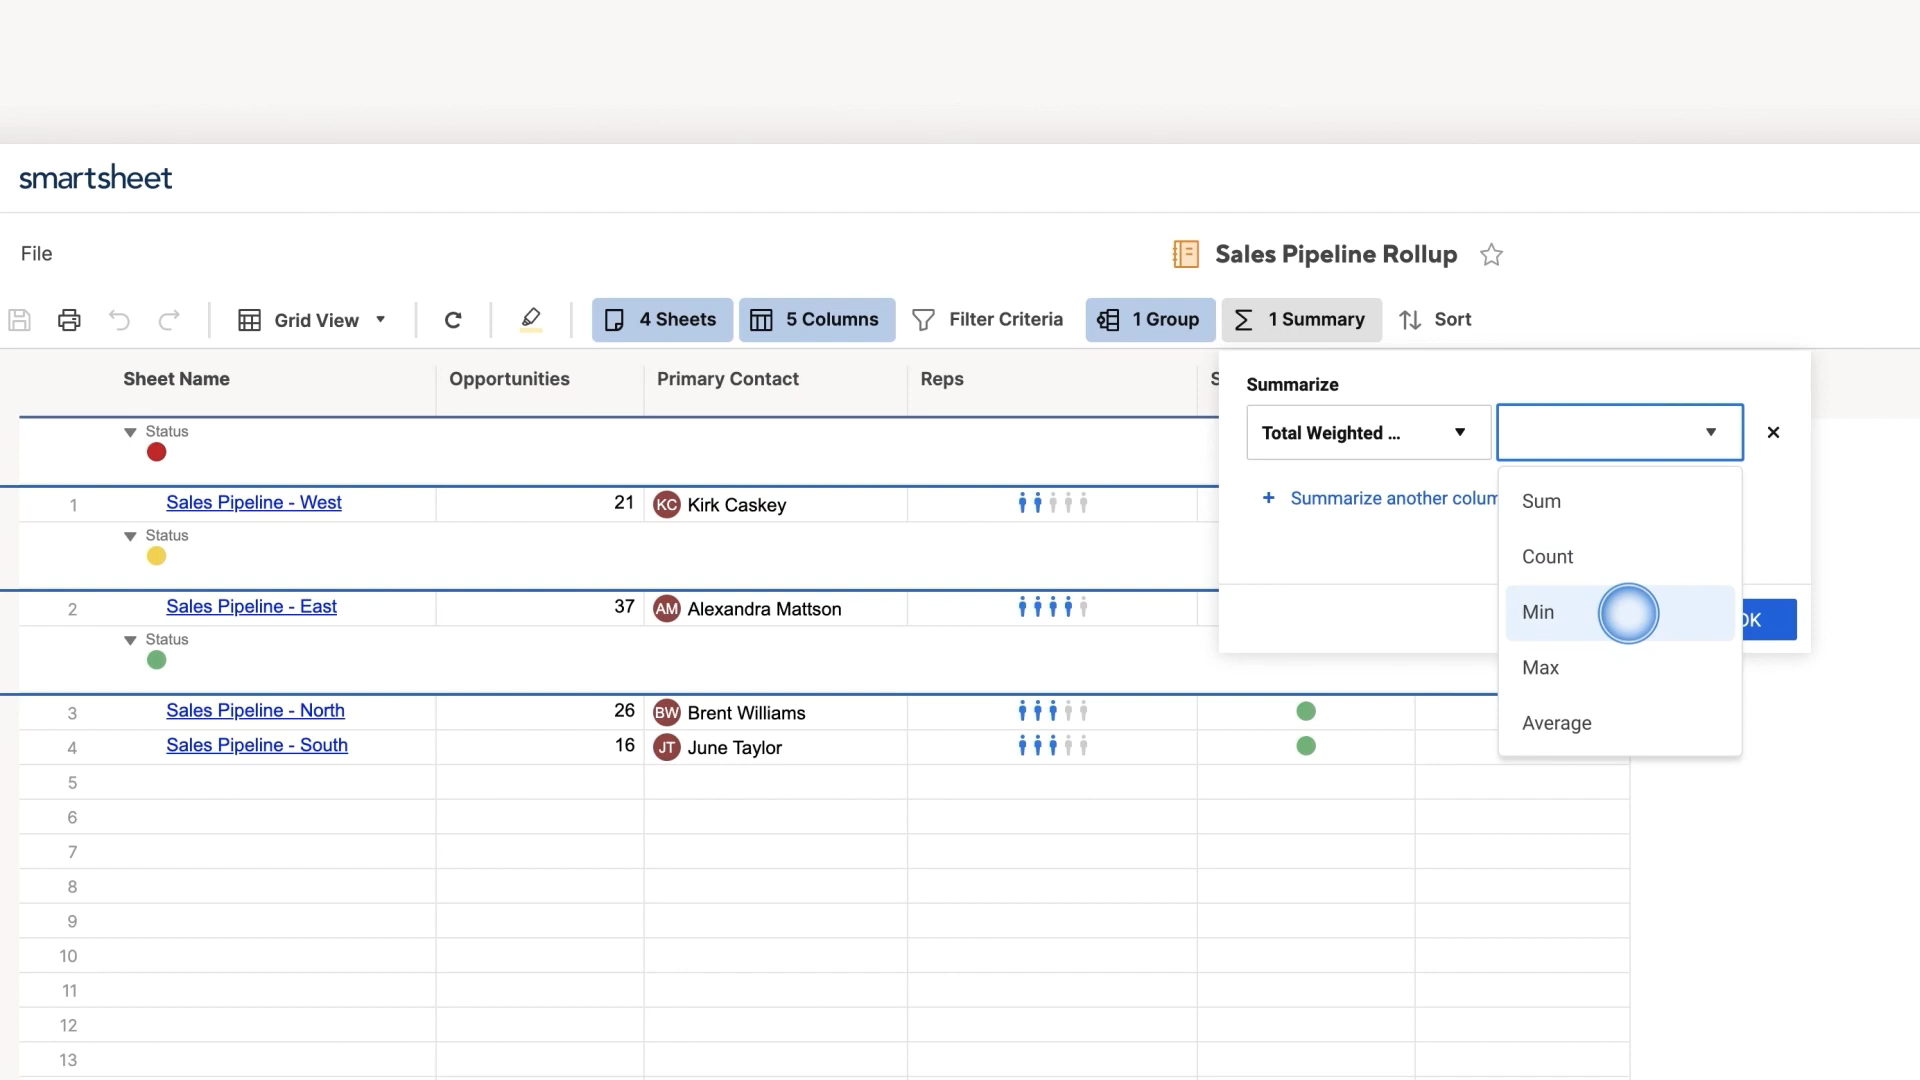 smartsheet
File
Sales Pipeline Rollup
Grid View
4 Sheets
5 Columns
Filter Criteria
1 Group
1 Summary
Sort
Sheet Name
Opportunities
Primary Contact
Reps
S
Summarize
Total Weighted ...
Summarize another colum
Sum
Count
Min
Max
Average
OK
Status
1 Sales Pipeline - West 21 KC Kirk Caskey
Status
2 Sales Pipeline - East 37 AM Alexandra Mattson
Status
3 Sales Pipeline - North 26 BW Brent Williams
4 Sales Pipeline - South 16 JT June Taylor
5
6
7
8
9
10
11
12
13